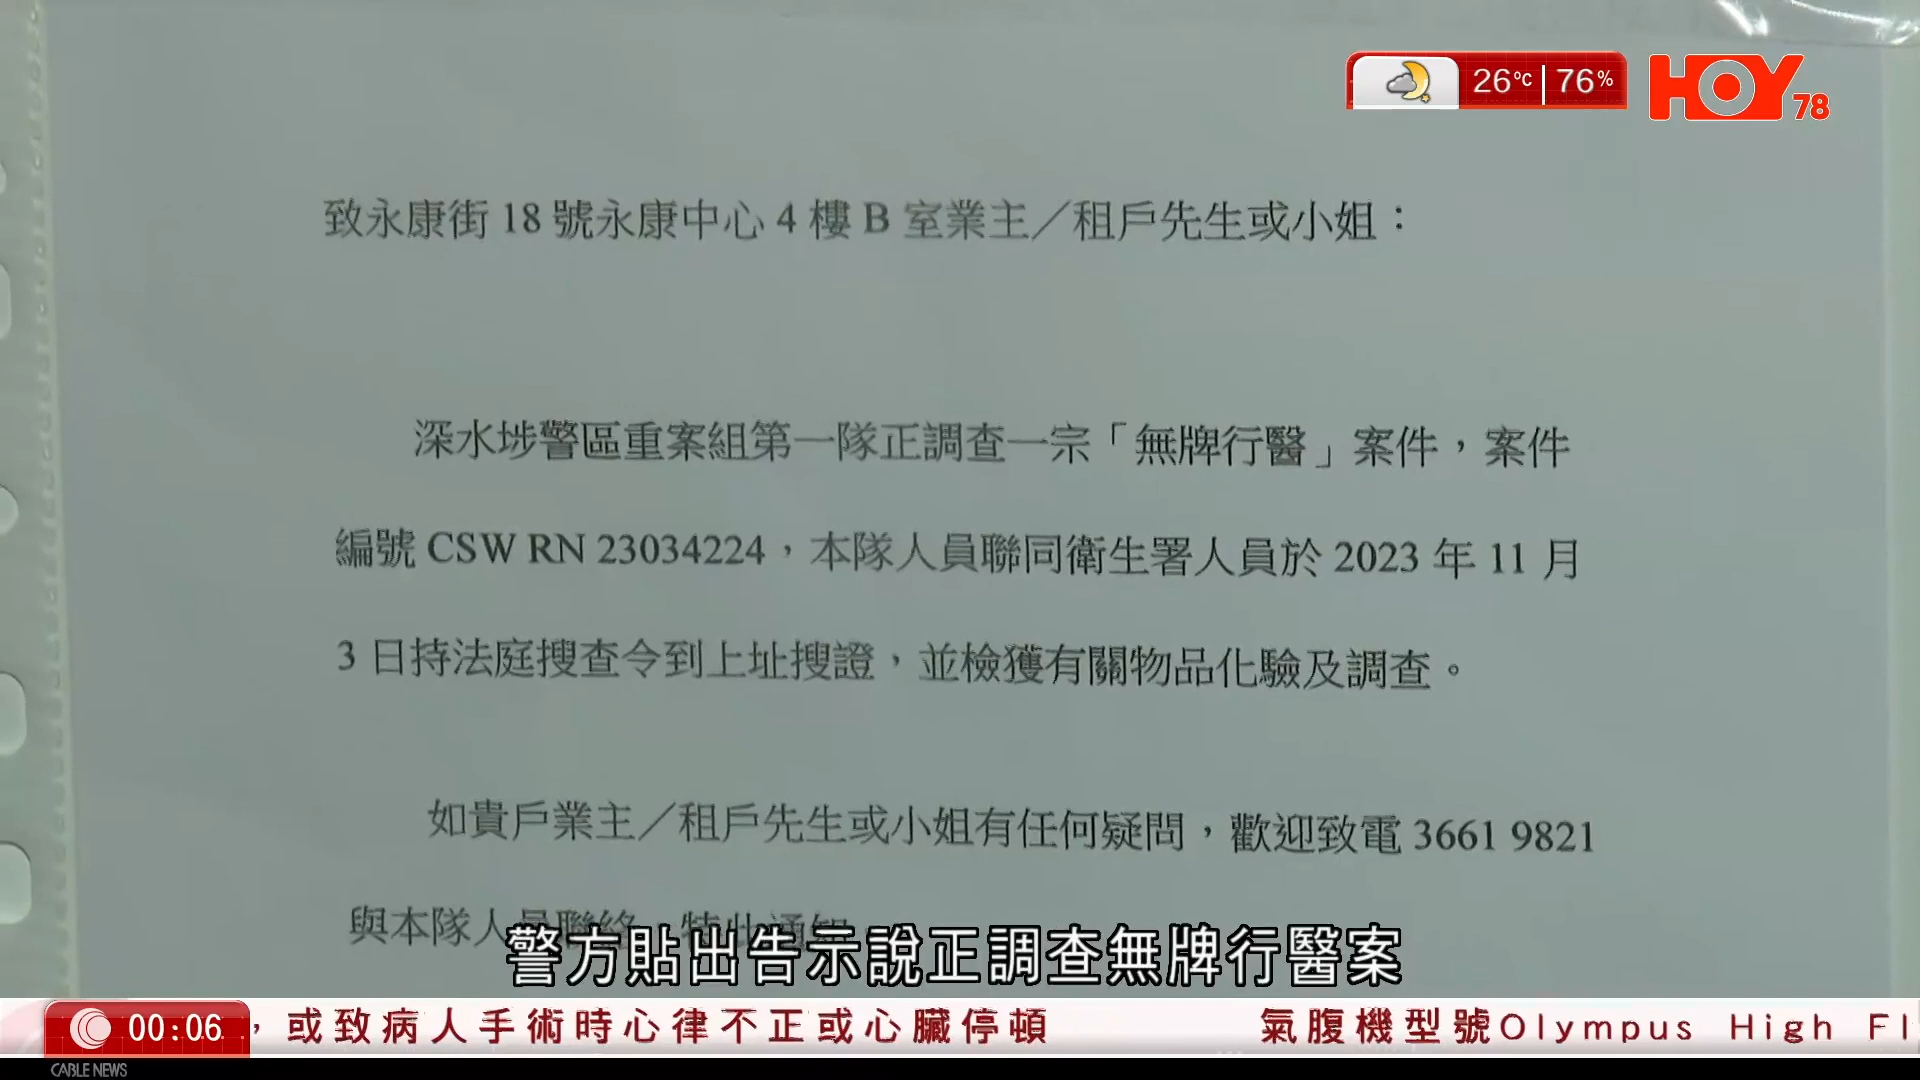 26°C | 76%
HOY 78
致永康街 18 號永康中心 4 樓 B 室業主／租戶先生或小姐：
深水埗警區重案組第一隊正調查一宗「無牌行醫」案件，案件
編號 CSW RN 23034224，本隊人員聯同衛生署人員於 2023 年 11 月
3 日持法庭搜查令到上址搜證，並檢獲有關物品化驗及調查。
如貴戶業主／租戶先生或小姐有任何疑問，歡迎致電 3661 9821
與本隊人員聯絡，特此通知
警方貼出告示說正調查無牌行醫案
00:06 ，或致病人手術時心律不正或心臟停頓 氣腹機型號Olympus High Fl
CABLE NEWS